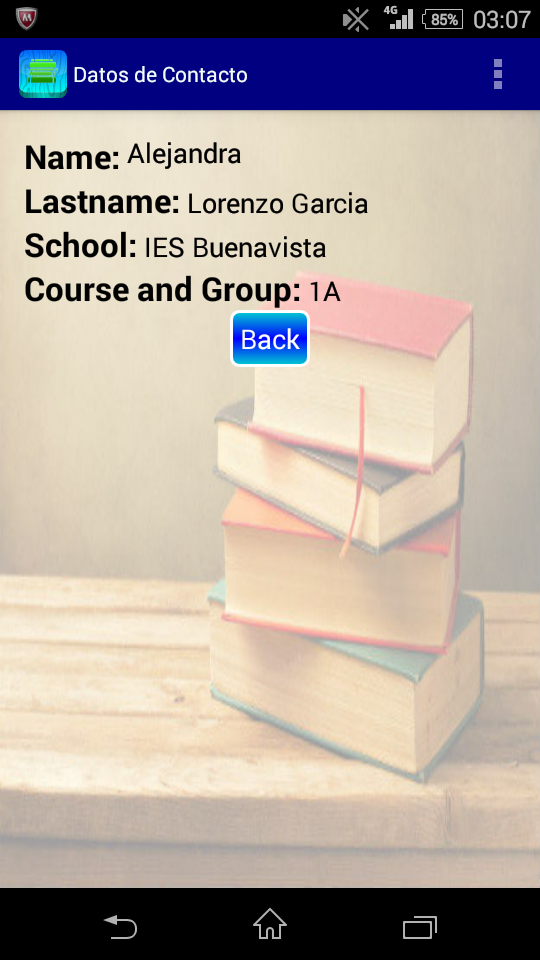 4G 85% 03:07
Datos de Contacto
Name: Alejandra
Lastname: Lorenzo Garcia
School: IES Buenavista
Course and Group: 1A
Back